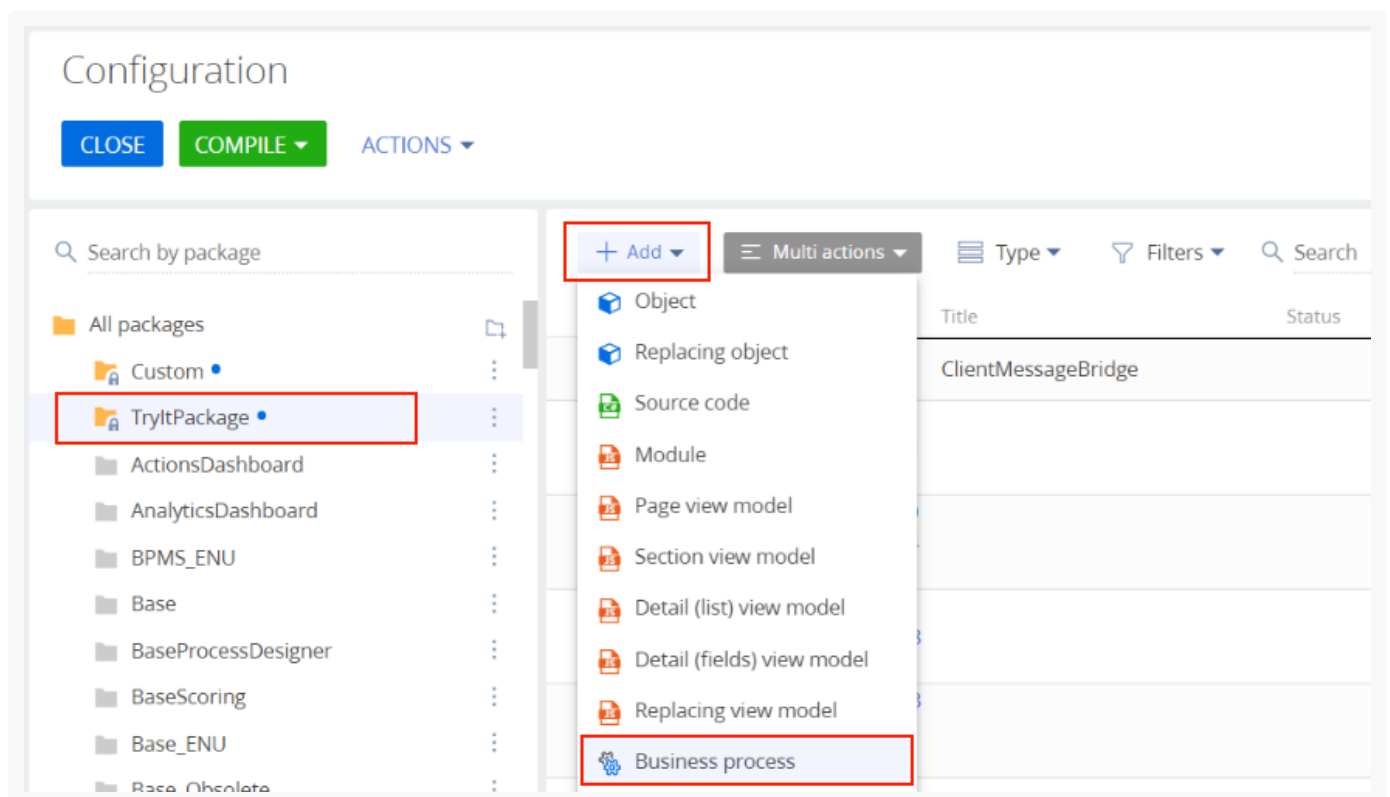 Configuration
CLOSE
COMPILE
ACTIONS
Search by package
All packages
Custom
TryItPackage
ActionsDashboard
AnalyticsDashboard
BPMS_ENU
Base
BaseProcessDesigner
BaseScoring
Base_ENU
Base_Obsolete
+ Add
Multi actions
Type
Filters
Search
Object
Replacing object
Source code
Module
Page view model
Section view model
Detail (list) view model
Detail (fields) view model
Replacing view model
Business process
Title
Status
ClientMessageBridge